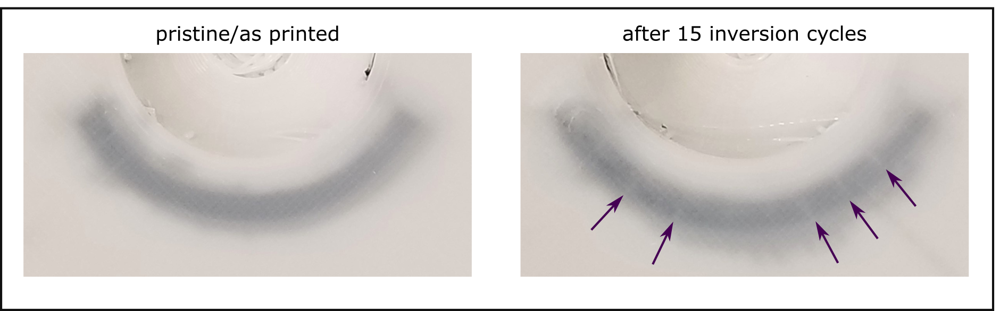 pristine/as printed
after 15 inversion cycles